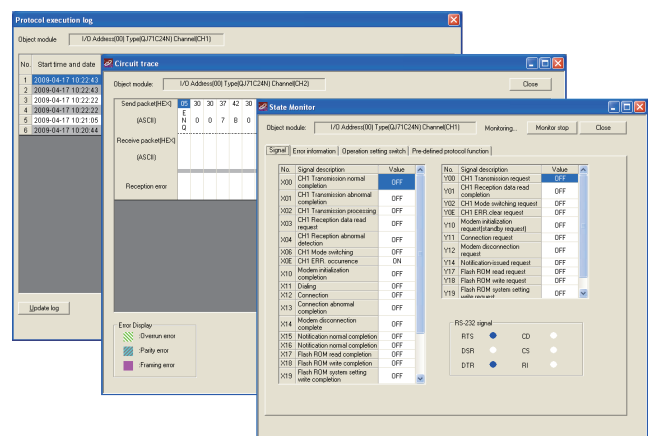 Protocol execution log
Object module I/O Address(00) Type(QJ71C24N) Channel(CH1)
No. Start time and date
1 2009-04-17 10:22:43
2 2009-04-17 10:22:43
3 2009-04-17 10:22:22
4 2009-04-17 10:22:22
5 2009-04-17 10:21:05
6 2009-04-17 10:20:44
Update log
Circuit trace
Object module: I/O Address(00) Type(QJ71C24N) Channel(CH2) Close
Send packet(HEX) 05 30 30 37 42 30
(ASCII) ENQ 0 0 7 B 0
Receive packet(HEX)
(ASCII)
Reception error
Error Display
:Overrun error
:Parity error
:Framing error
State Monitor
Object module: I/O Address(00) Type(QJ71C24N) Channel(CH1) Monitoring... Monitor stop Close
Signal Error information Operation setting switch Pre-defined protocol function
No. Signal description Value
X00 CH1 Transmission normal completion OFF
X01 CH1 Transmission abnormal completion OFF
X02 CH1 Transmission processing OFF
X03 CH1 Reception data read request OFF
X04 CH1 Reception abnormal detection OFF
X06 CH1 Mode switching OFF
X0E CH1 ERR. occurrence ON
X10 Modem initialization completion OFF
X11 Dialing OFF
X12 Connection OFF
X13 Connection abnormal completion OFF
X14 Modem disconnection complete OFF
X15 Notification normal completion OFF
X16 Notification normal completion OFF
X17 Flash ROM read completion OFF
X18 Flash ROM write completion OFF
X19 Flash ROM system setting write completion OFF
No. Signal description Value
Y00 CH1 Transmission request OFF
Y01 CH1 Reception data read completion OFF
Y02 CH1 Mode switching request OFF
Y0E CH1 ERR.clear request OFF
Y10 Modem initialization request(standby request) OFF
Y11 Connection request OFF
Y12 Modem disconnection request OFF
Y14 Notification-issued request OFF
Y17 Flash ROM read request OFF
Y18 Flash ROM write request OFF
Y19 Flash ROM system setting write request OFF
RS-232 signal
RTS CD
DSR CS
DTR RI